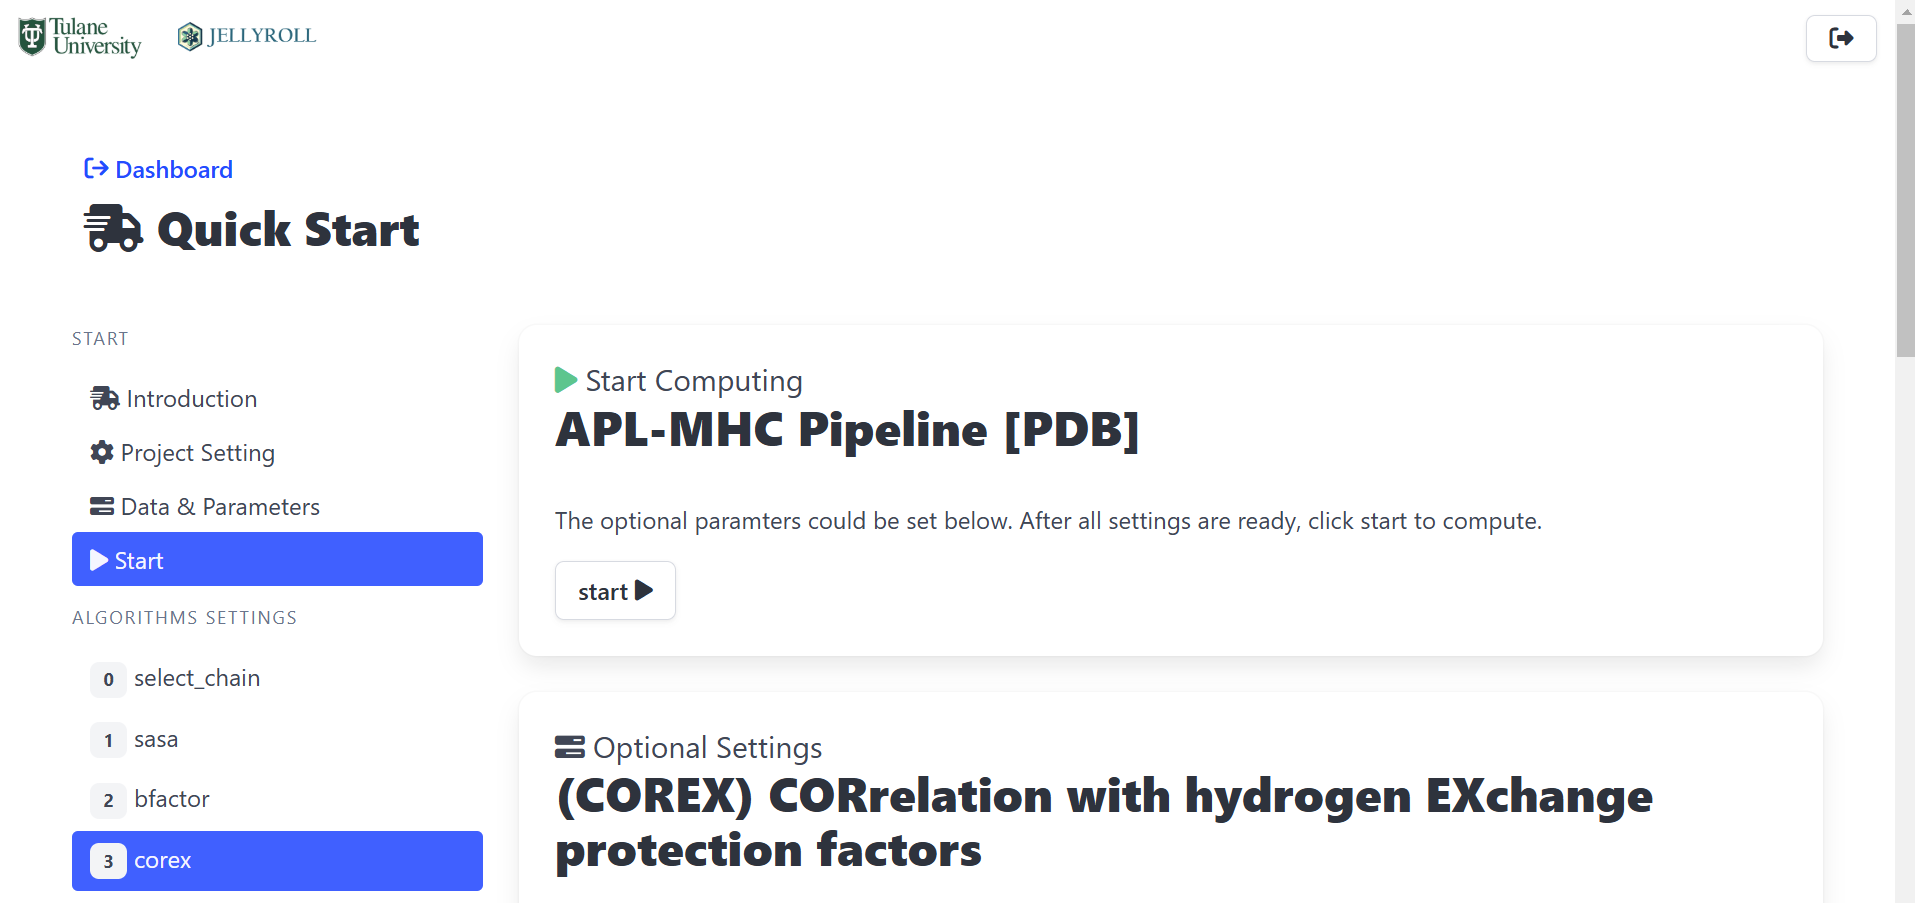 Tulane
University
JELLYROLL
Dashboard
Quick Start
START
Introduction
Project Setting
Data & Parameters
Start
ALGORITHMS SETTINGS
0 select_chain
1 sasa
2 bfactor
3 corex
Start Computing
APL-MHC Pipeline [PDB]
The optional paramters could be set below. After all settings are ready, click start to compute.
start
Optional Settings
(COREX) CORrelation with hydrogen EXchange
protection factors